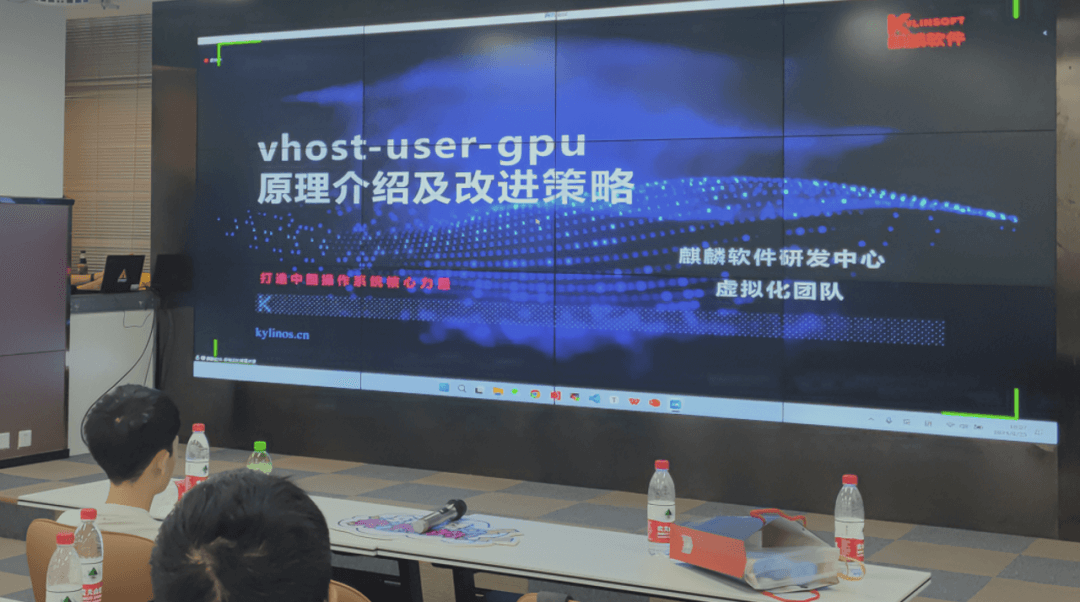 KYLINSOFT
麒麟软件
vhost-user-gpu
原理介绍及改进策略
麒麟软件研发中心
虚拟化团队
打造中国操作系统核心力量
kylinos.cn